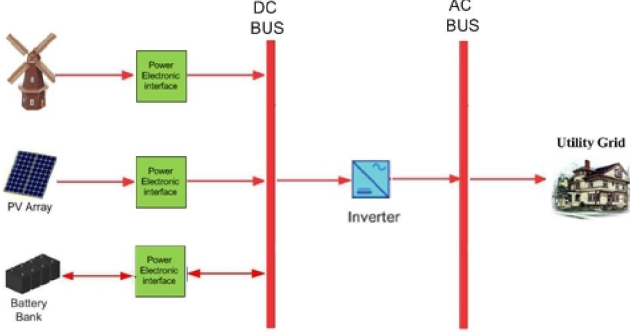 DC
BUS
AC
BUS
Power
Electronic
interface
Utility Grid
Power
Electronic
interface
PV Array
Inverter
Power
Electronic
interface
Battery
Bank